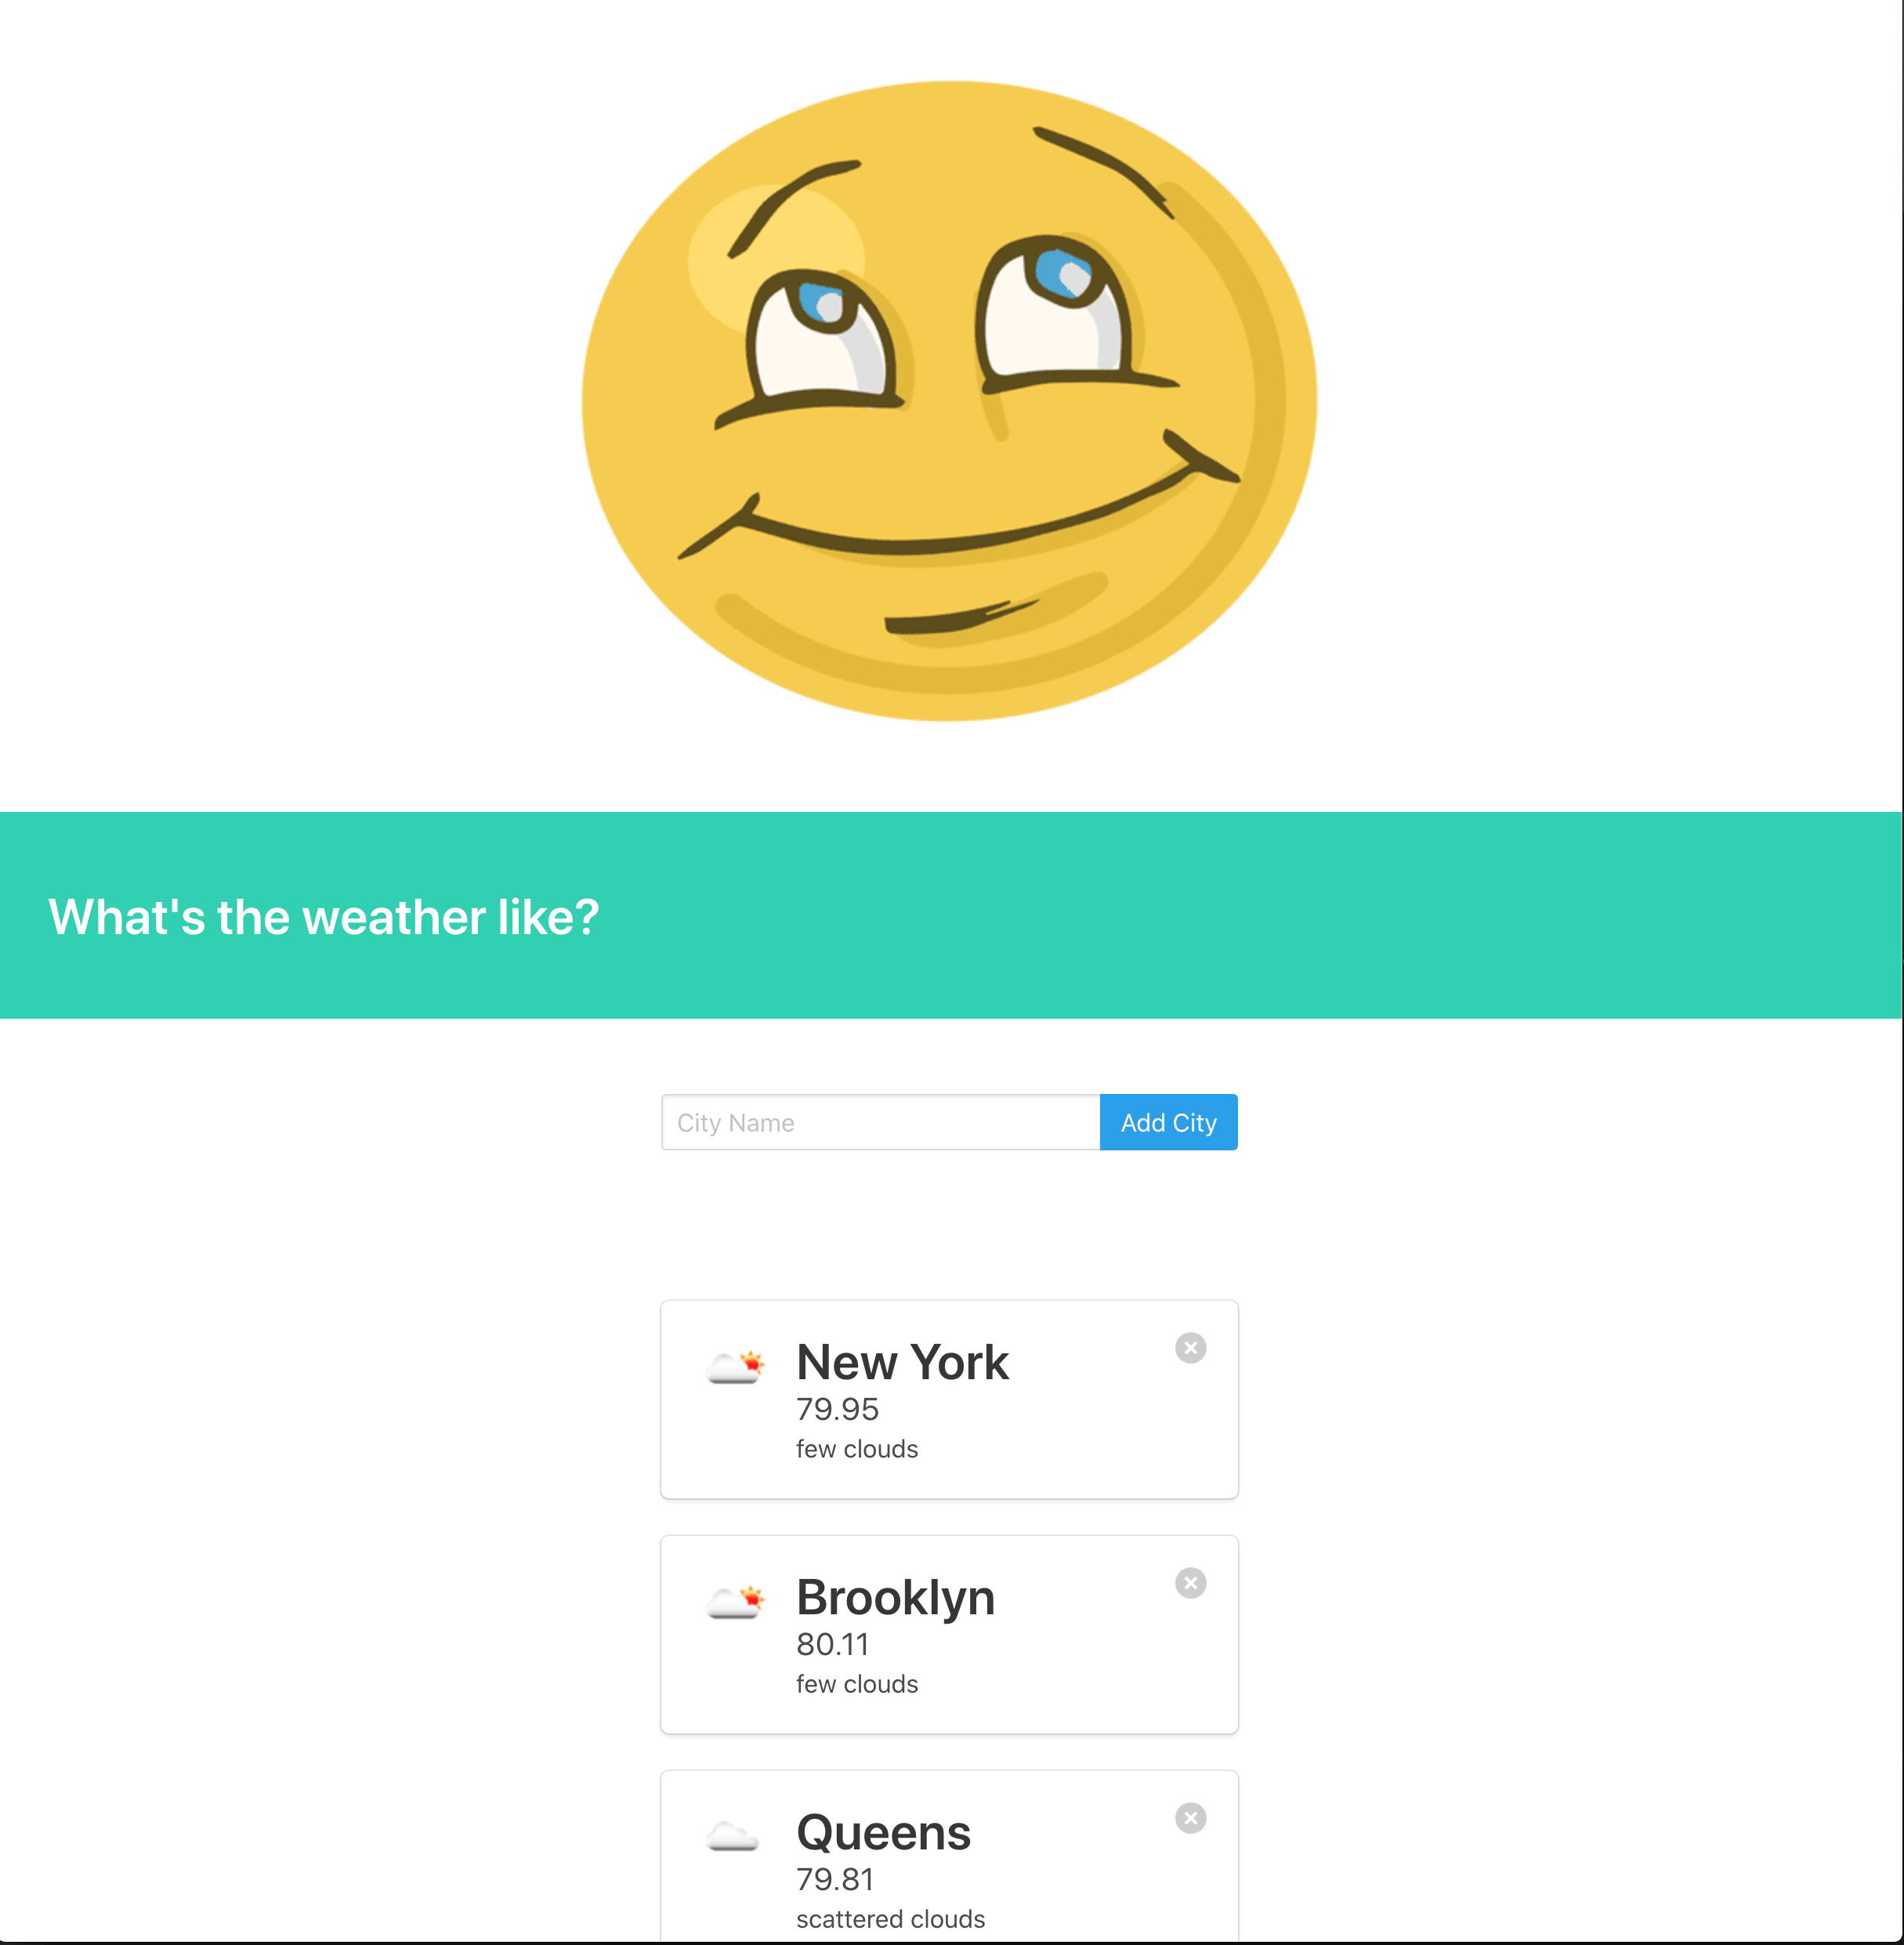 What's the weather like?
City Name
Add City
New York
79.95
few clouds
Brooklyn
80.11
few clouds
Queens
79.81
scattered clouds